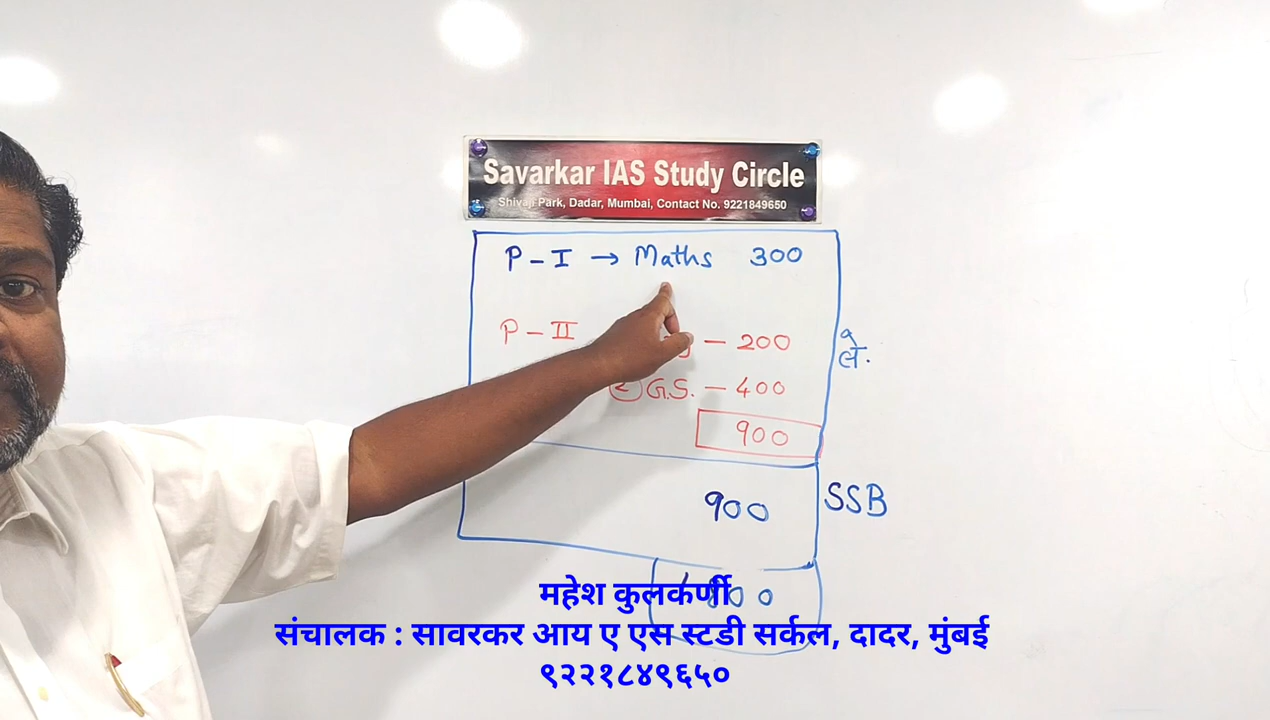 Savarkar IAS Study Circle
Shivaji Park, Dadar, Mumbai, Contact No. 9221849650
P - I → Maths 300
P - II - 200
ले.
② G.S. - 400
900
900 SSB
महेश कुलकर्णी
संचालक : सावरकर आय ए एस स्टडी सर्कल, दादर, मुंबई
९२२१८४९६५०